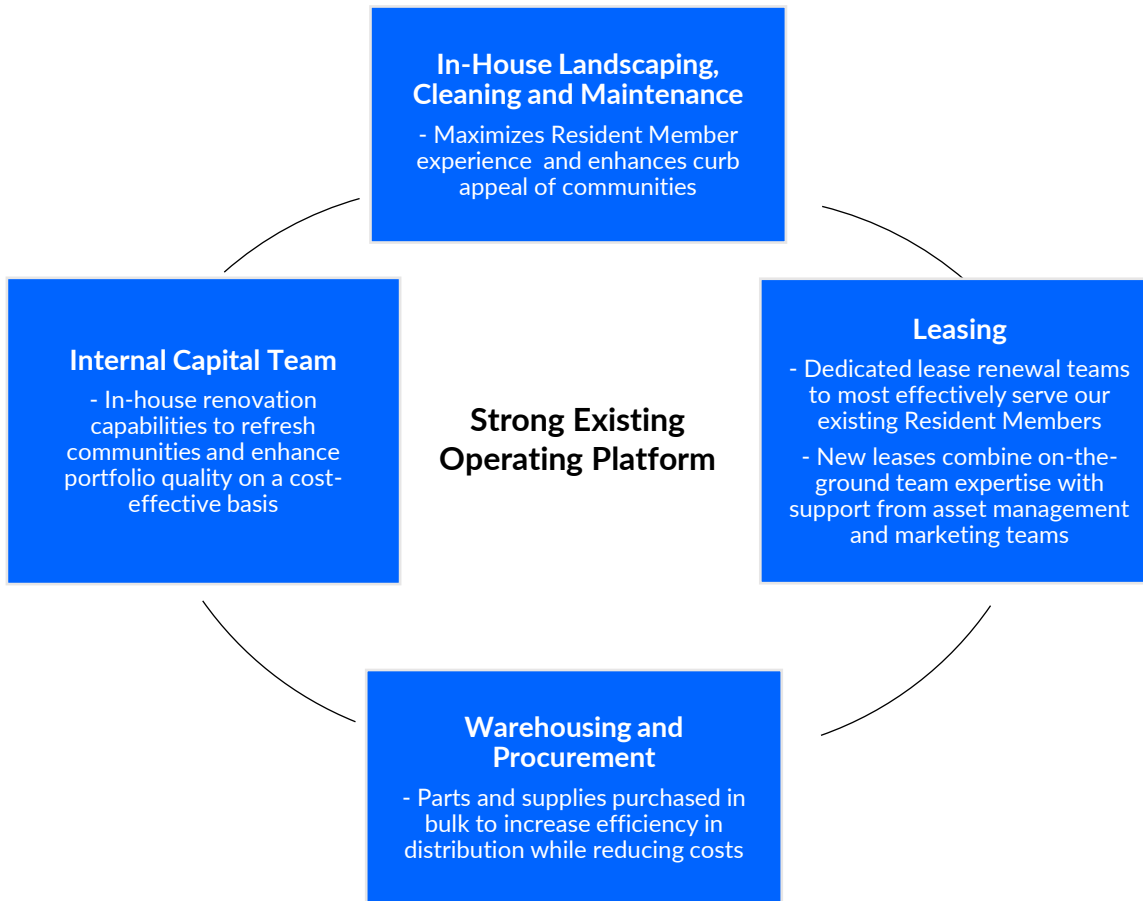 In-House Landscaping,
Cleaning and Maintenance
- Maximizes Resident Member
experience and enhances curb
appeal of communities
Internal Capital Team
- In-house renovation
capabilities to refresh
communities and enhance
portfolio quality on a cost-
effective basis
Strong Existing
Operating Platform
Leasing
- Dedicated lease renewal teams
to most effectively serve our
existing Resident Members
- New leases combine on-the-
ground team expertise with
support from asset management
and marketing teams
Warehousing and
Procurement
- Parts and supplies purchased in
bulk to increase efficiency in
distribution while reducing costs